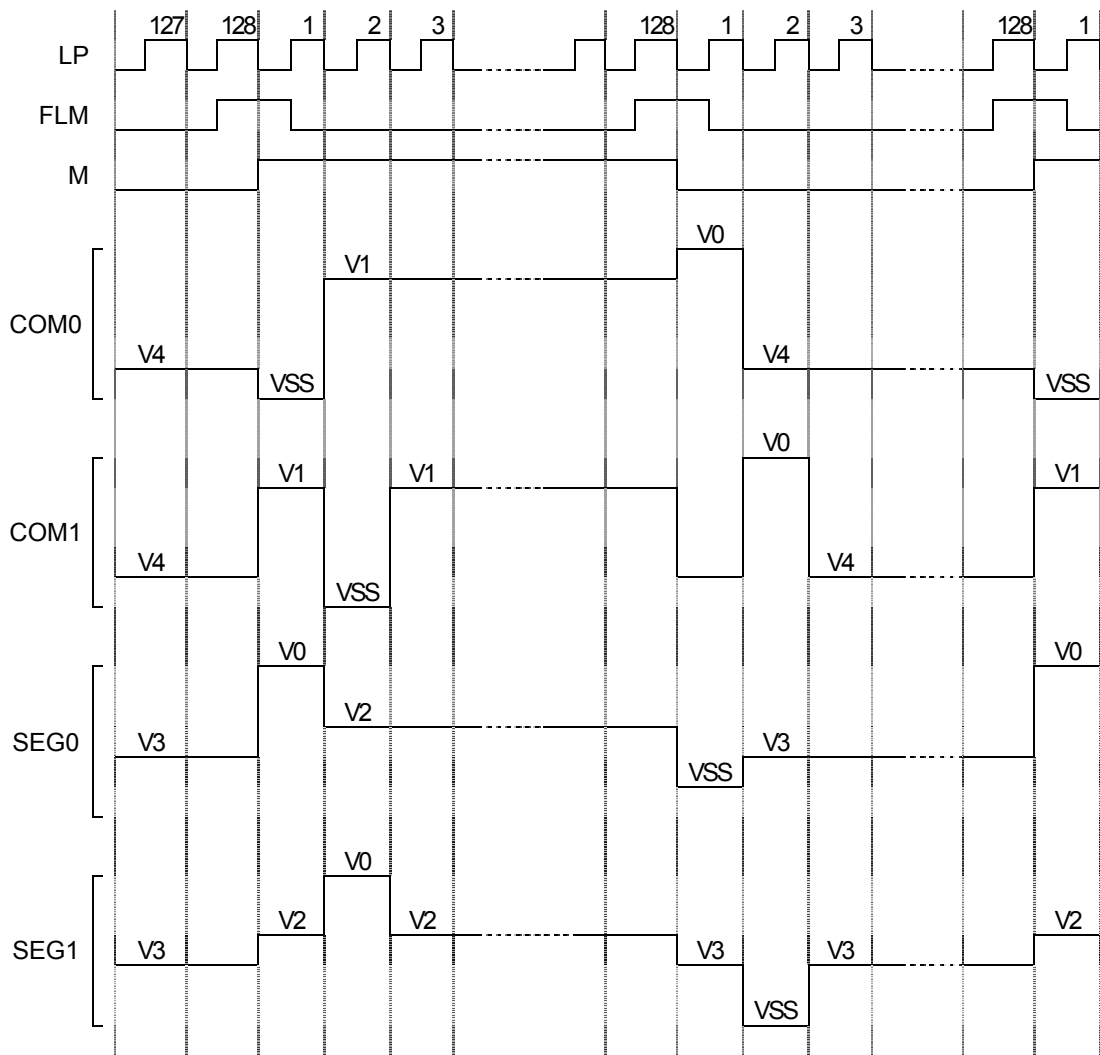 127 128 1 2 3 128 1 2 3 128 1
LP
FLM
M
V0
V1
COM0
V4 V4
VSS VSS
V0
V1 V1 V1
COM1
V4 V4
VSS
V0 V0
V2
SEG0
V3 V3
VSS
V0
V2 V2 V2
SEG1
V3 V3 V3
VSS